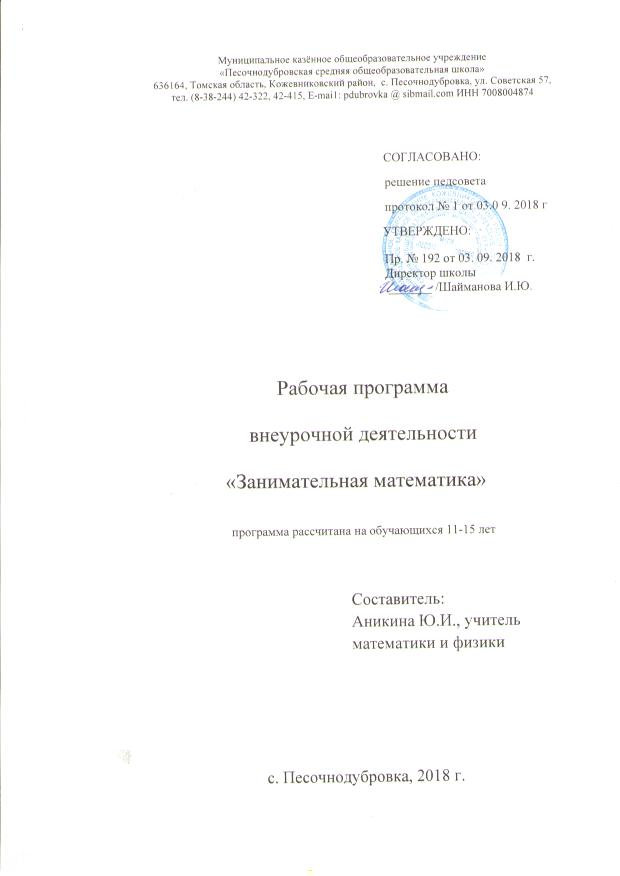 Муниципальное казённое общеобразовательное учреждение
«Песочнодубровская средняя общеобразовательная школа»
636164, Томская область, Кожевниковский район, с. Песочнодубровка, ул. Советская 57,
тел. (8-38-244) 42-322, 42-415, E-mai1: pdubrovka @ sibmail.com ИНН 7008004874
СОГЛАСОВАНО:
решение педсовета
протокол № 1 от 03.0 9. 2018 г
УТВЕРЖДЕНО:
Пр. № 192 от 03. 09. 2018 г.
Директор школы
/Шайманова И.Ю.
Рабочая программа
внеурочной деятельности
«Занимательная математика»
программа рассчитана на обучающихся 11-15 лет
Составитель:
Аникина Ю.И., учитель
математики и физики
с. Песочнодубровка, 2018 г.